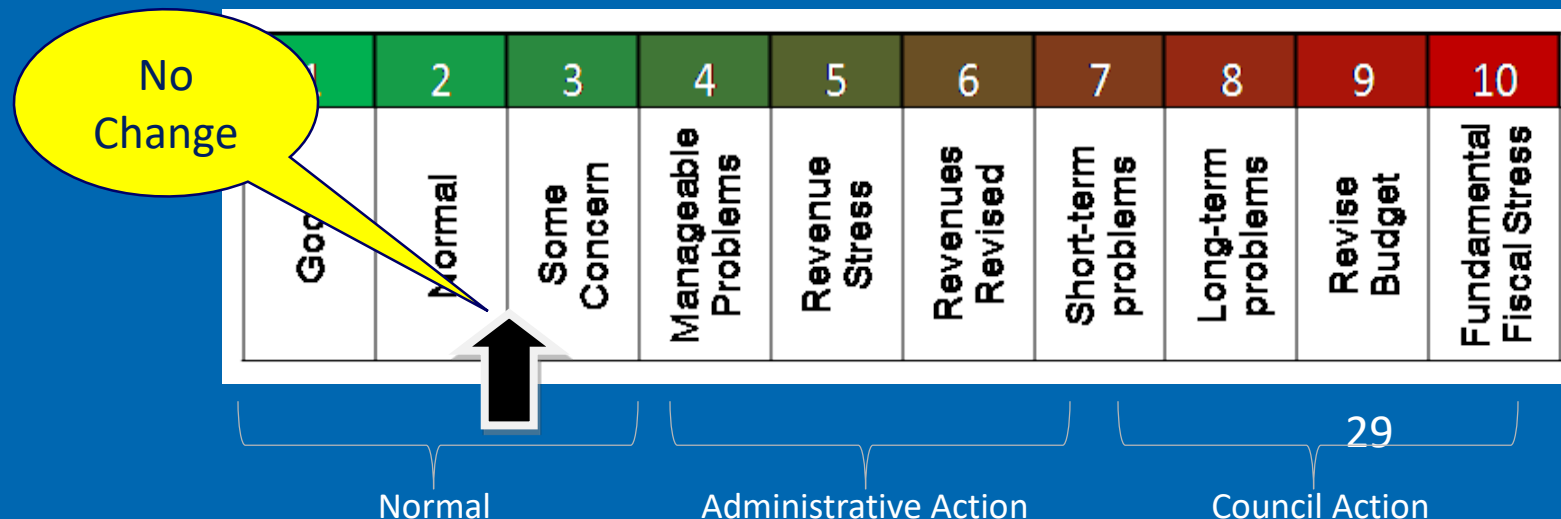 No
Change
2
3
4
5
6
7
8
9
10
Normal
Some
Concern
Manageable
Problems
Revenue
Stress
Revenues
Revised
Short-term
problems
Long-term
problems
Revise
Budget
Fundamental
Fiscal Stress
29
Normal
Administrative Action
Council Action